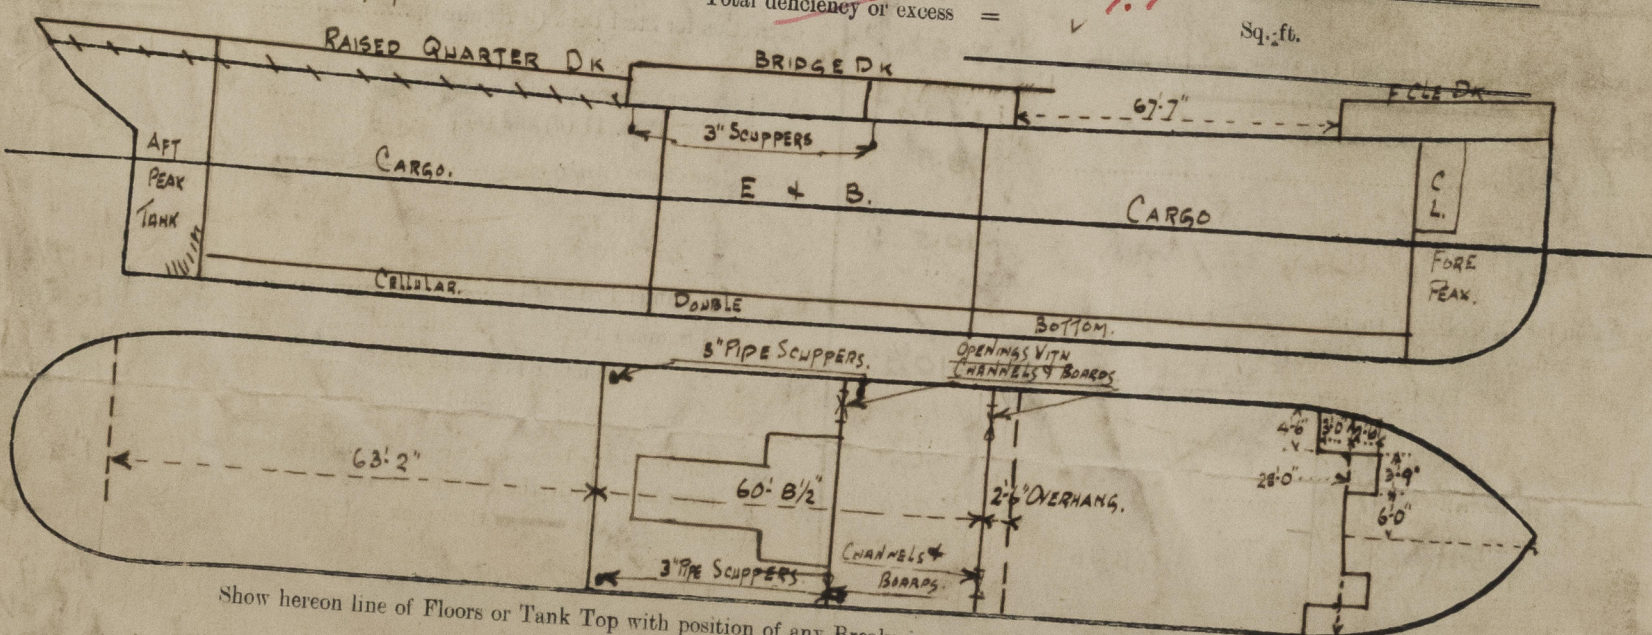 Total deficiency or excess =
Sq. ft.
RAISED QUARTER DK
BRIDGE DK
F'CLE DK
67'-7"
3" SCUPPERS
AFT
PEAK
TANK
CARGO.
E & B.
CARGO
C
L.
FORE
PEAK.
CELLULAR.
DOUBLE
BOTTOM.
3" PIPE SCUPPERS.
OPENINGS WITH
CHANNELS & BOARDS
63'-2"
60'-8½"
2'-6" OVERHANG.
4'-6"
3'-0"
28'-0"
3'-9"
6'-0"
3" PIPE SCUPPERS
CHANNELS &
BOARDS.
Show hereon line of Floors or Tank Top with position of any